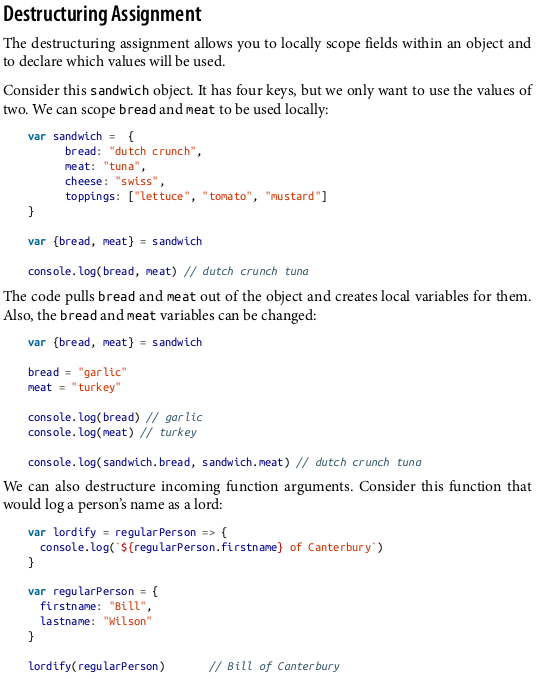 Destructuring Assignment
The destructuring assignment allows you to locally scope fields within an object and
to declare which values will be used.
Consider this sandwich object. It has four keys, but we only want to use the values of
two. We can scope bread and meat to be used locally:
var sandwich = {
bread: "dutch crunch",
meat: "tuna",
cheese: "swiss",
toppings: ["lettuce", "tomato", "mustard"]
}
var {bread, meat} = sandwich
console.log(bread, meat) // dutch crunch tuna
The code pulls bread and meat out of the object and creates local variables for them.
Also, the bread and meat variables can be changed:
var {bread, meat} = sandwich
bread = "garlic"
meat = "turkey"
console.log(bread) // garlic
console.log(meat) // turkey
console.log(sandwich.bread, sandwich.meat) // dutch crunch tuna
We can also destructure incoming function arguments. Consider this function that
would log a person's name as a lord:
var lordify = regularPerson => {
console.log(`${regularPerson.firstname} of Canterbury`)
}
var regularPerson = {
firstname: "Bill",
lastname: "Wilson"
}
lordify(regularPerson) // Bill of Canterbury